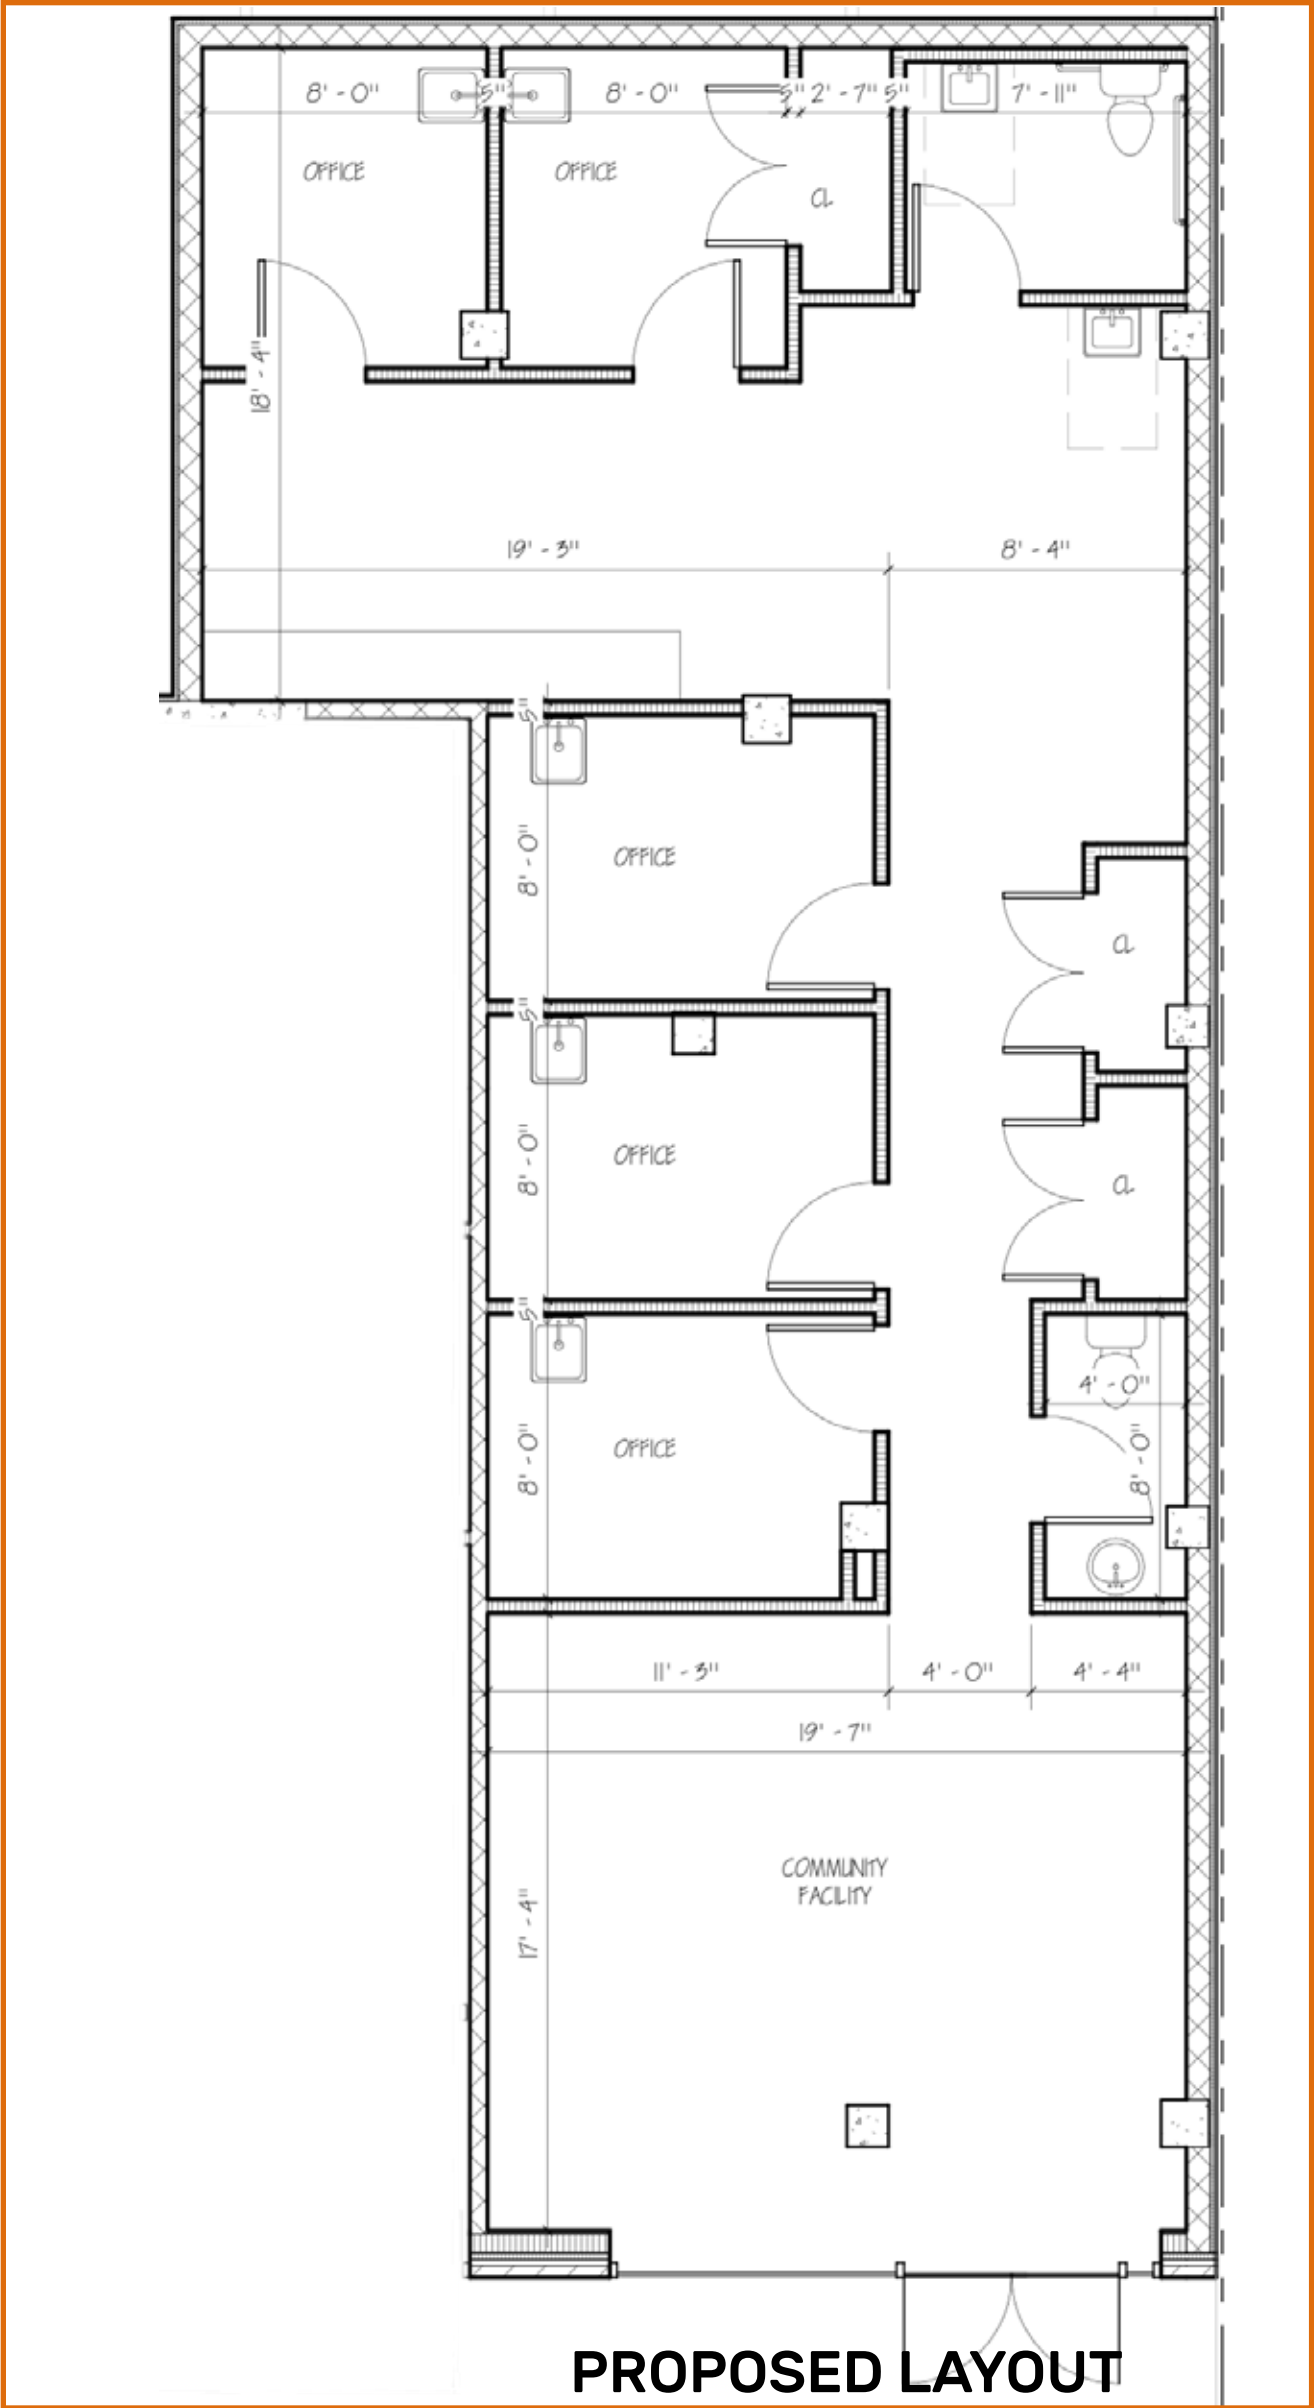 8' - 0"
5"
8' - 0"
5"
2' - 7"
5"
7' - 11"
OFFICE
OFFICE
CL
18' - 4"
19' - 3"
8' - 4"
5"
8' - 0"
OFFICE
CL
5"
8' - 0"
OFFICE
CL
5"
4' - 0"
8' - 0"
OFFICE
8' - 0"
11' - 3"
4' - 0"
4' - 4"
19' - 7"
COMMUNITY
FACILITY
17' - 4"
PROPOSED LAYOUT